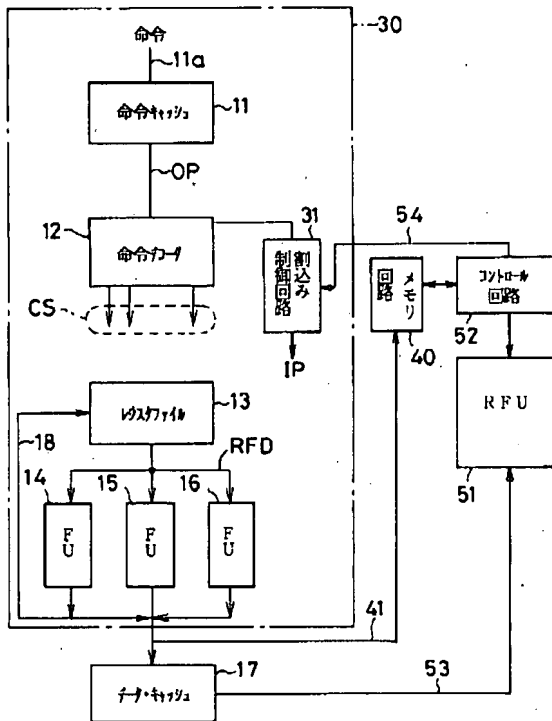 30
命令
11a
命令キャッシュ
11
OP
12
命令デコーダ
31
割込み
制御回路
54
メモリ
回路
40
コントロール
回路
52
CS
IP
レジスタファイル
13
18
RFD
RFU
51
14
FU
15
FU
16
FU
41
データ・キャッシュ
17
53